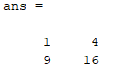 ans =
1 4
9 16